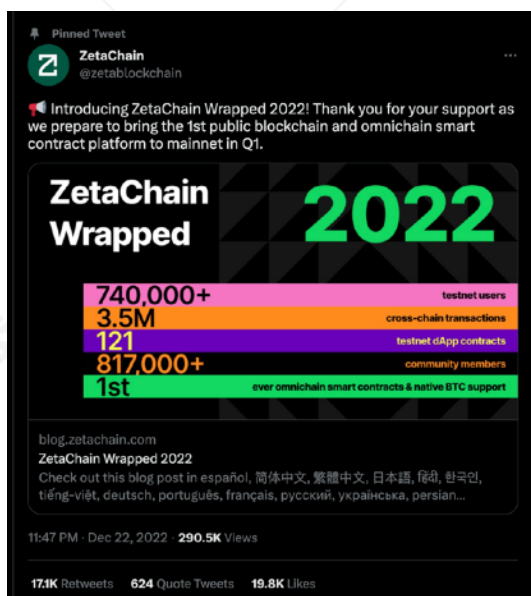 Pinned Tweet
ZetaChain
@zetablockchain
📢 Introducing ZetaChain Wrapped 2022! Thank you for your support as
we prepare to bring the 1st public blockchain and omnichain smart
contract platform to mainnet in Q1.
ZetaChain
Wrapped
2022
740,000+ testnet users
3.5M cross-chain transactions
121 testnet dApp contracts
817,000+ community members
1st ever omnichain smart contracts & native BTC support
blog.zetachain.com
ZetaChain Wrapped 2022
Check out this blog post in español, 简体中文, 繁體中文, 日本語, हिंदी, 한국인,
tiếng-việt, deutsch, português, français, русский, українська, persian...
11:47 PM · Dec 22, 2022 · 290.5K Views
17.1K Retweets 624 Quote Tweets 19.8K Likes